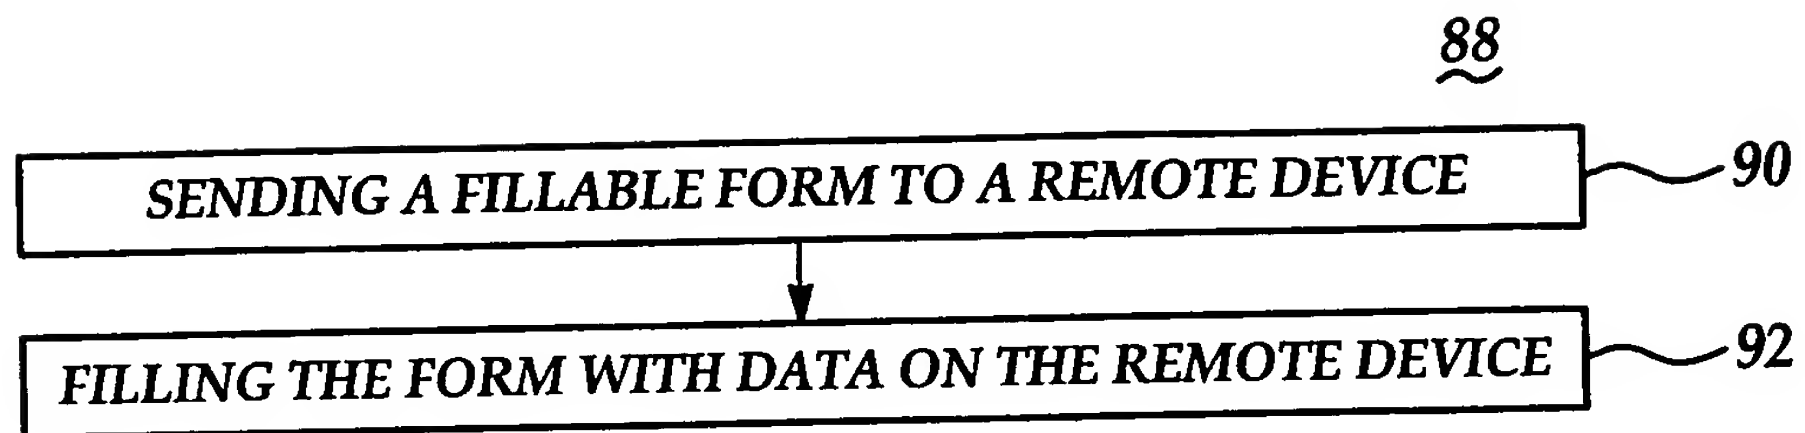 88
SENDING A FILLABLE FORM TO A REMOTE DEVICE
90
FILLING THE FORM WITH DATA ON THE REMOTE DEVICE
92